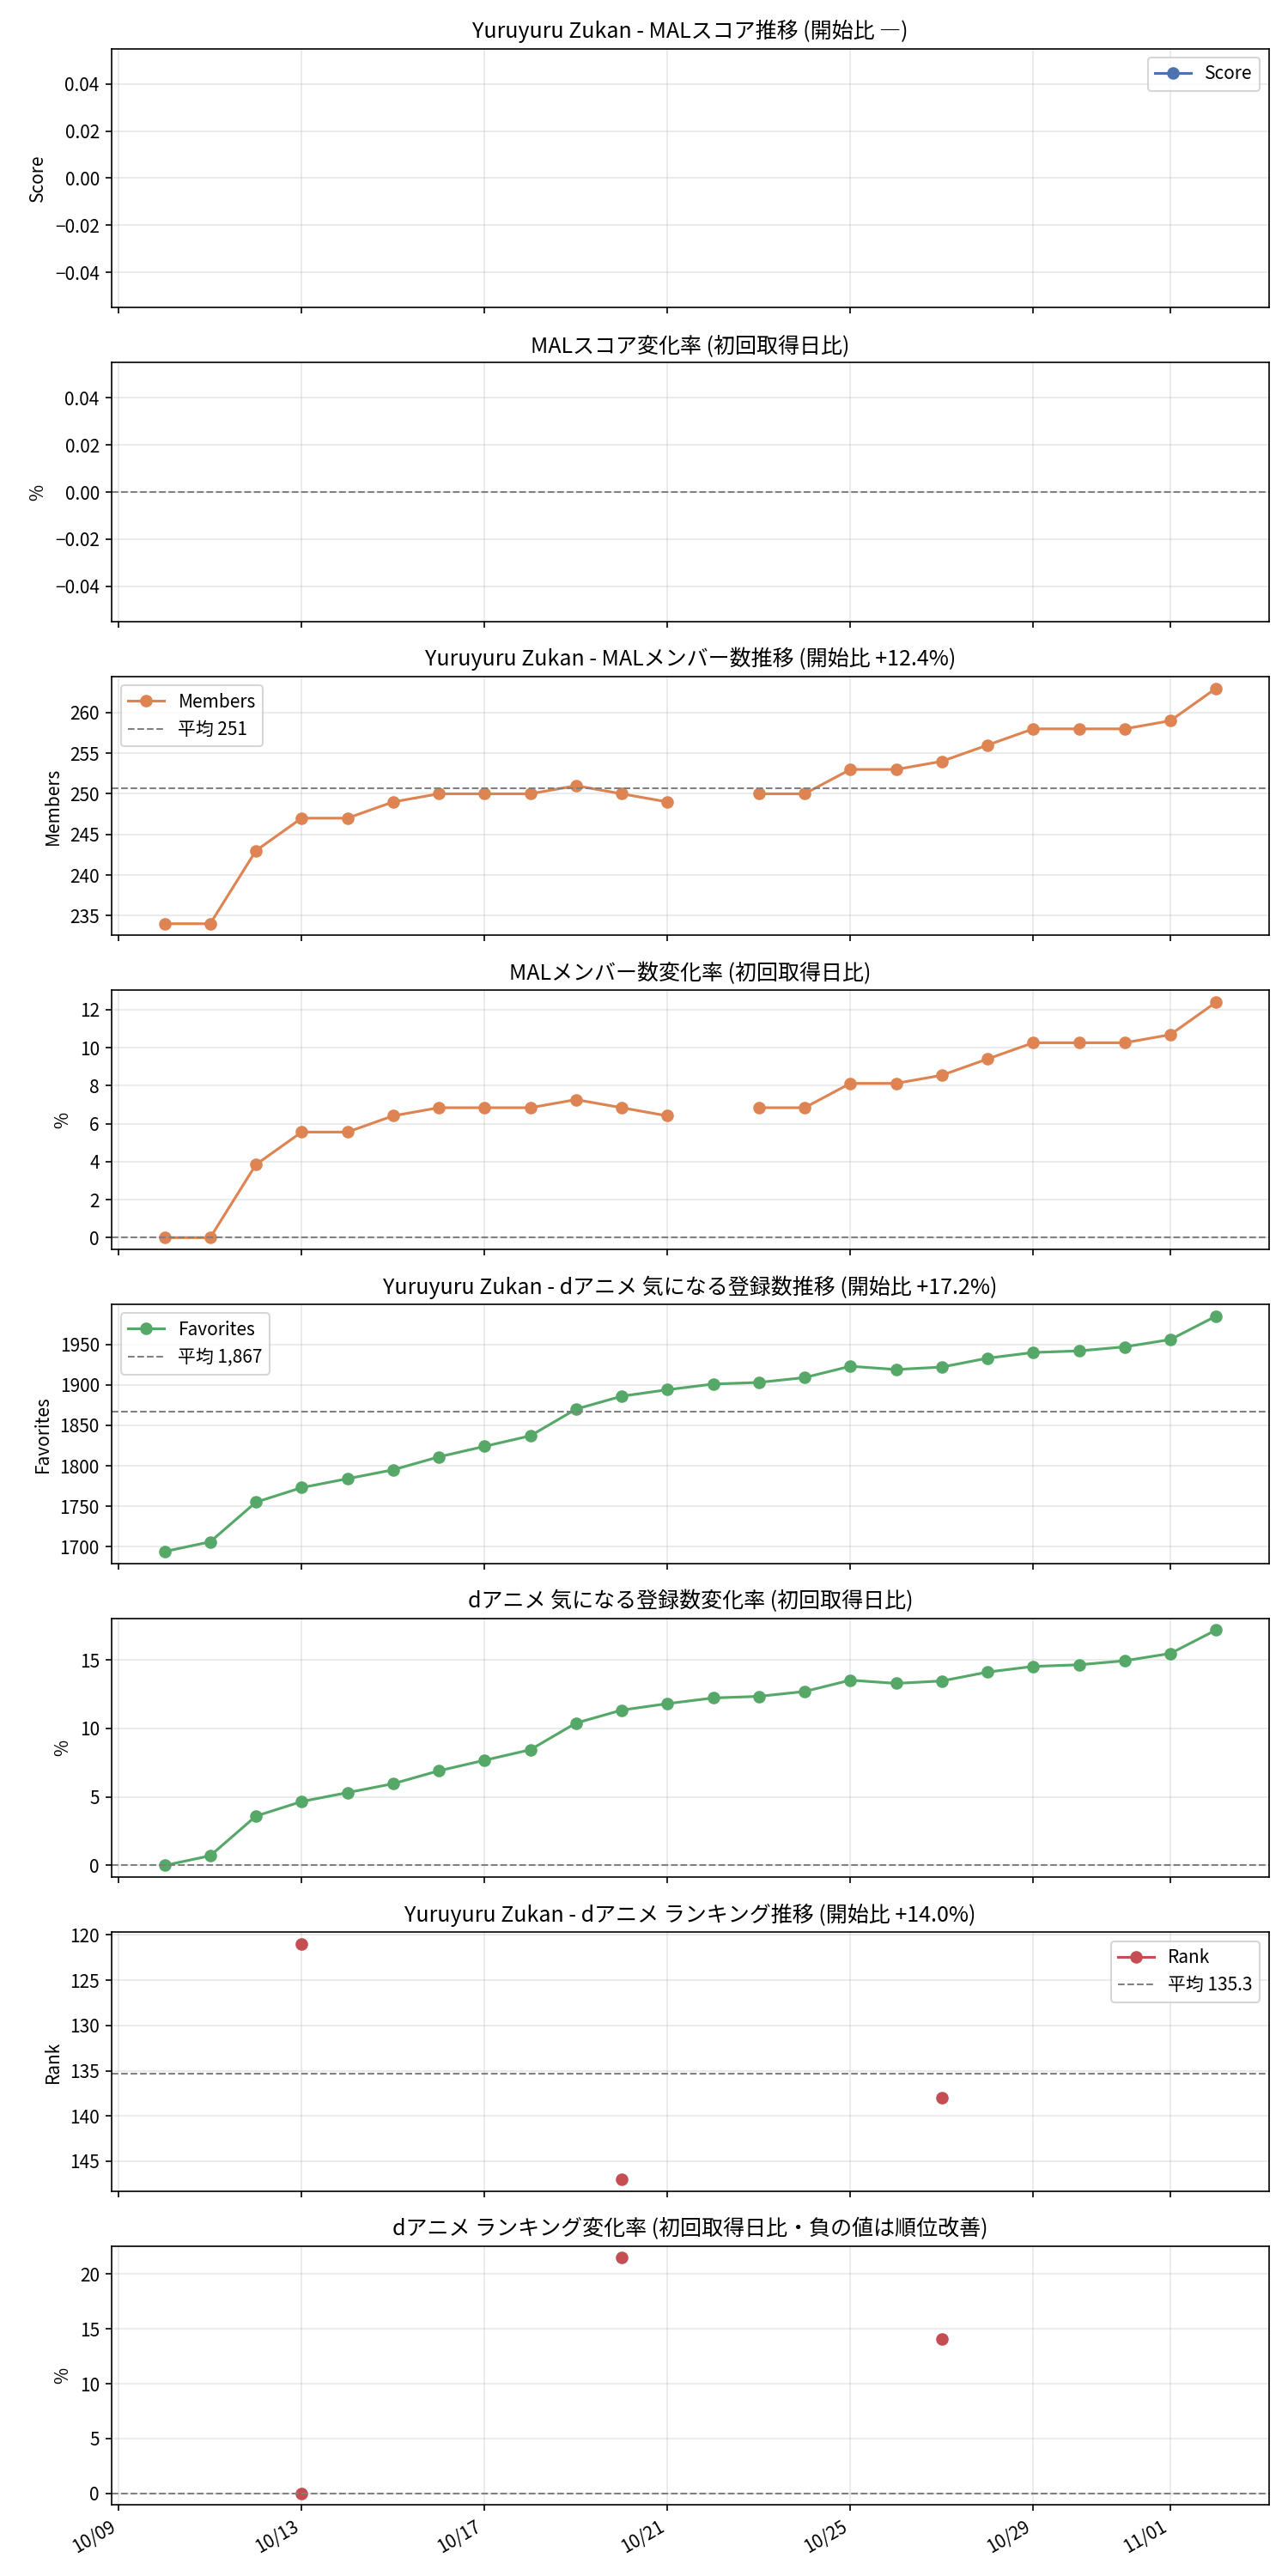 Yuruyuru Zukan - MALスコア推移 (開始比 —)
Score
0.04
0.02
0.00
−0.02
−0.04
Score
MALスコア変化率 (初回取得日比)
0.04
0.02
0.00
−0.02
−0.04
%
Yuruyuru Zukan - MALメンバー数推移 (開始比 +12.4%)
Members
平均 251
260
255
250
245
240
235
Members
MALメンバー数変化率 (初回取得日比)
12
10
8
6
4
2
0
%
Yuruyuru Zukan - dアニメ 気になる登録数推移 (開始比 +17.2%)
Favorites
平均 1,867
1950
1900
1850
1800
1750
1700
Favorites
dアニメ 気になる登録数変化率 (初回取得日比)
15
10
5
0
%
Yuruyuru Zukan - dアニメ ランキング推移 (開始比 +14.0%)
Rank
平均 135.3
120
125
130
135
140
145
Rank
dアニメ ランキング変化率 (初回取得日比・負の値は順位改善)
20
15
10
5
0
%
10/09
10/13
10/17
10/21
10/25
10/29
11/01